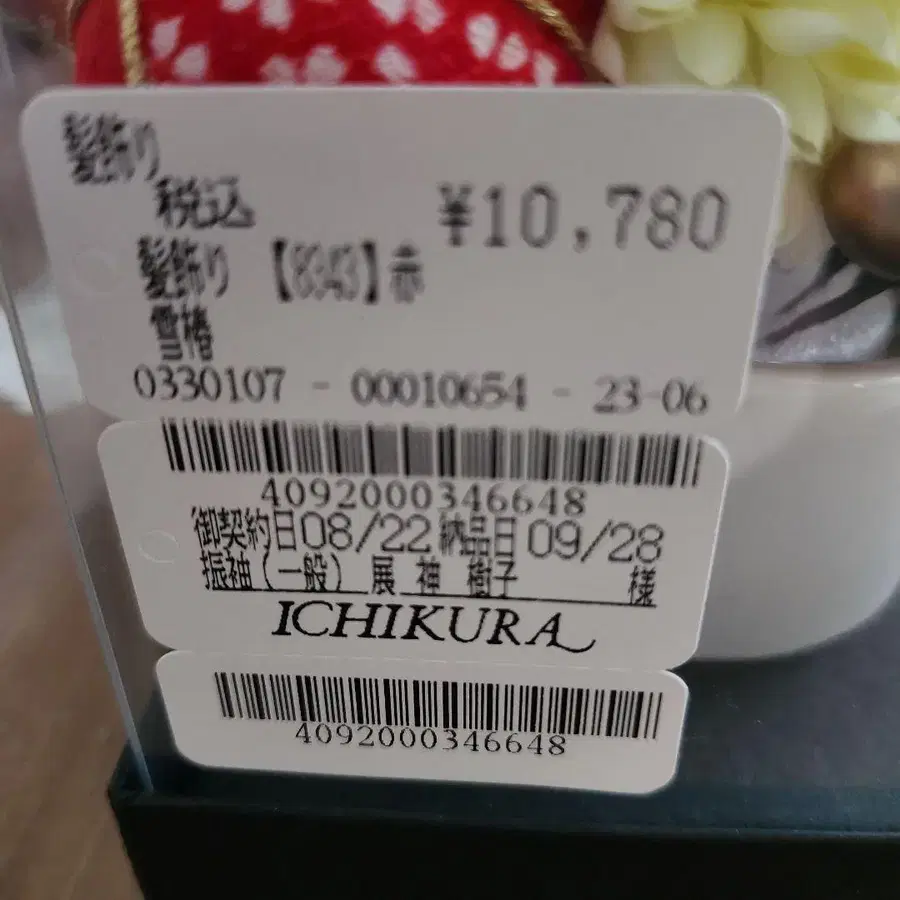 髪飾り
税込 ¥10,780
髪飾り 【8343】赤
雪椿
0330107 - 00010654 - 23-06
4092000346648
御契約日08/22 納品日09/28
振袖(一般) 展 神 樹子 様
ICHIKURA
4092000346648